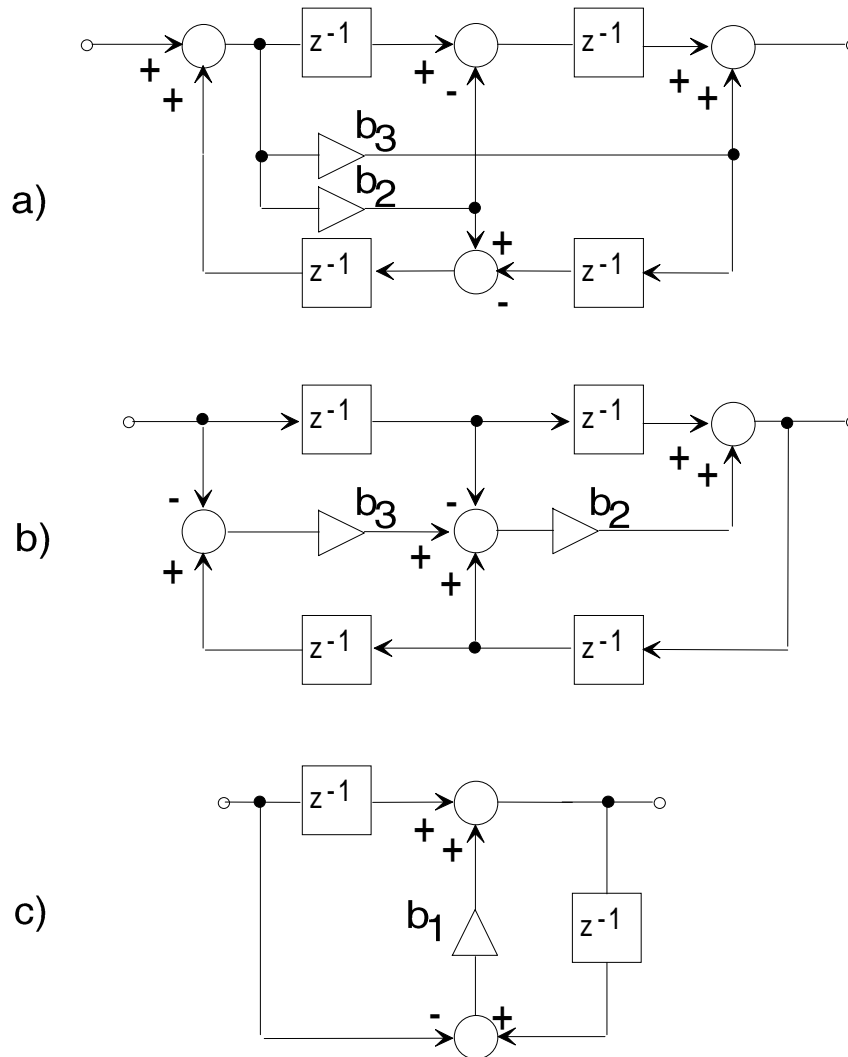 z⁻¹ z⁻¹
+ + + - + +
b₃
b₂
a)
+
z⁻¹ z⁻¹
-
z⁻¹ z⁻¹
+ +
- b₃ - b₂
b)
+ + +
z⁻¹ z⁻¹
z⁻¹
+ +
c) b₁ z⁻¹
- +